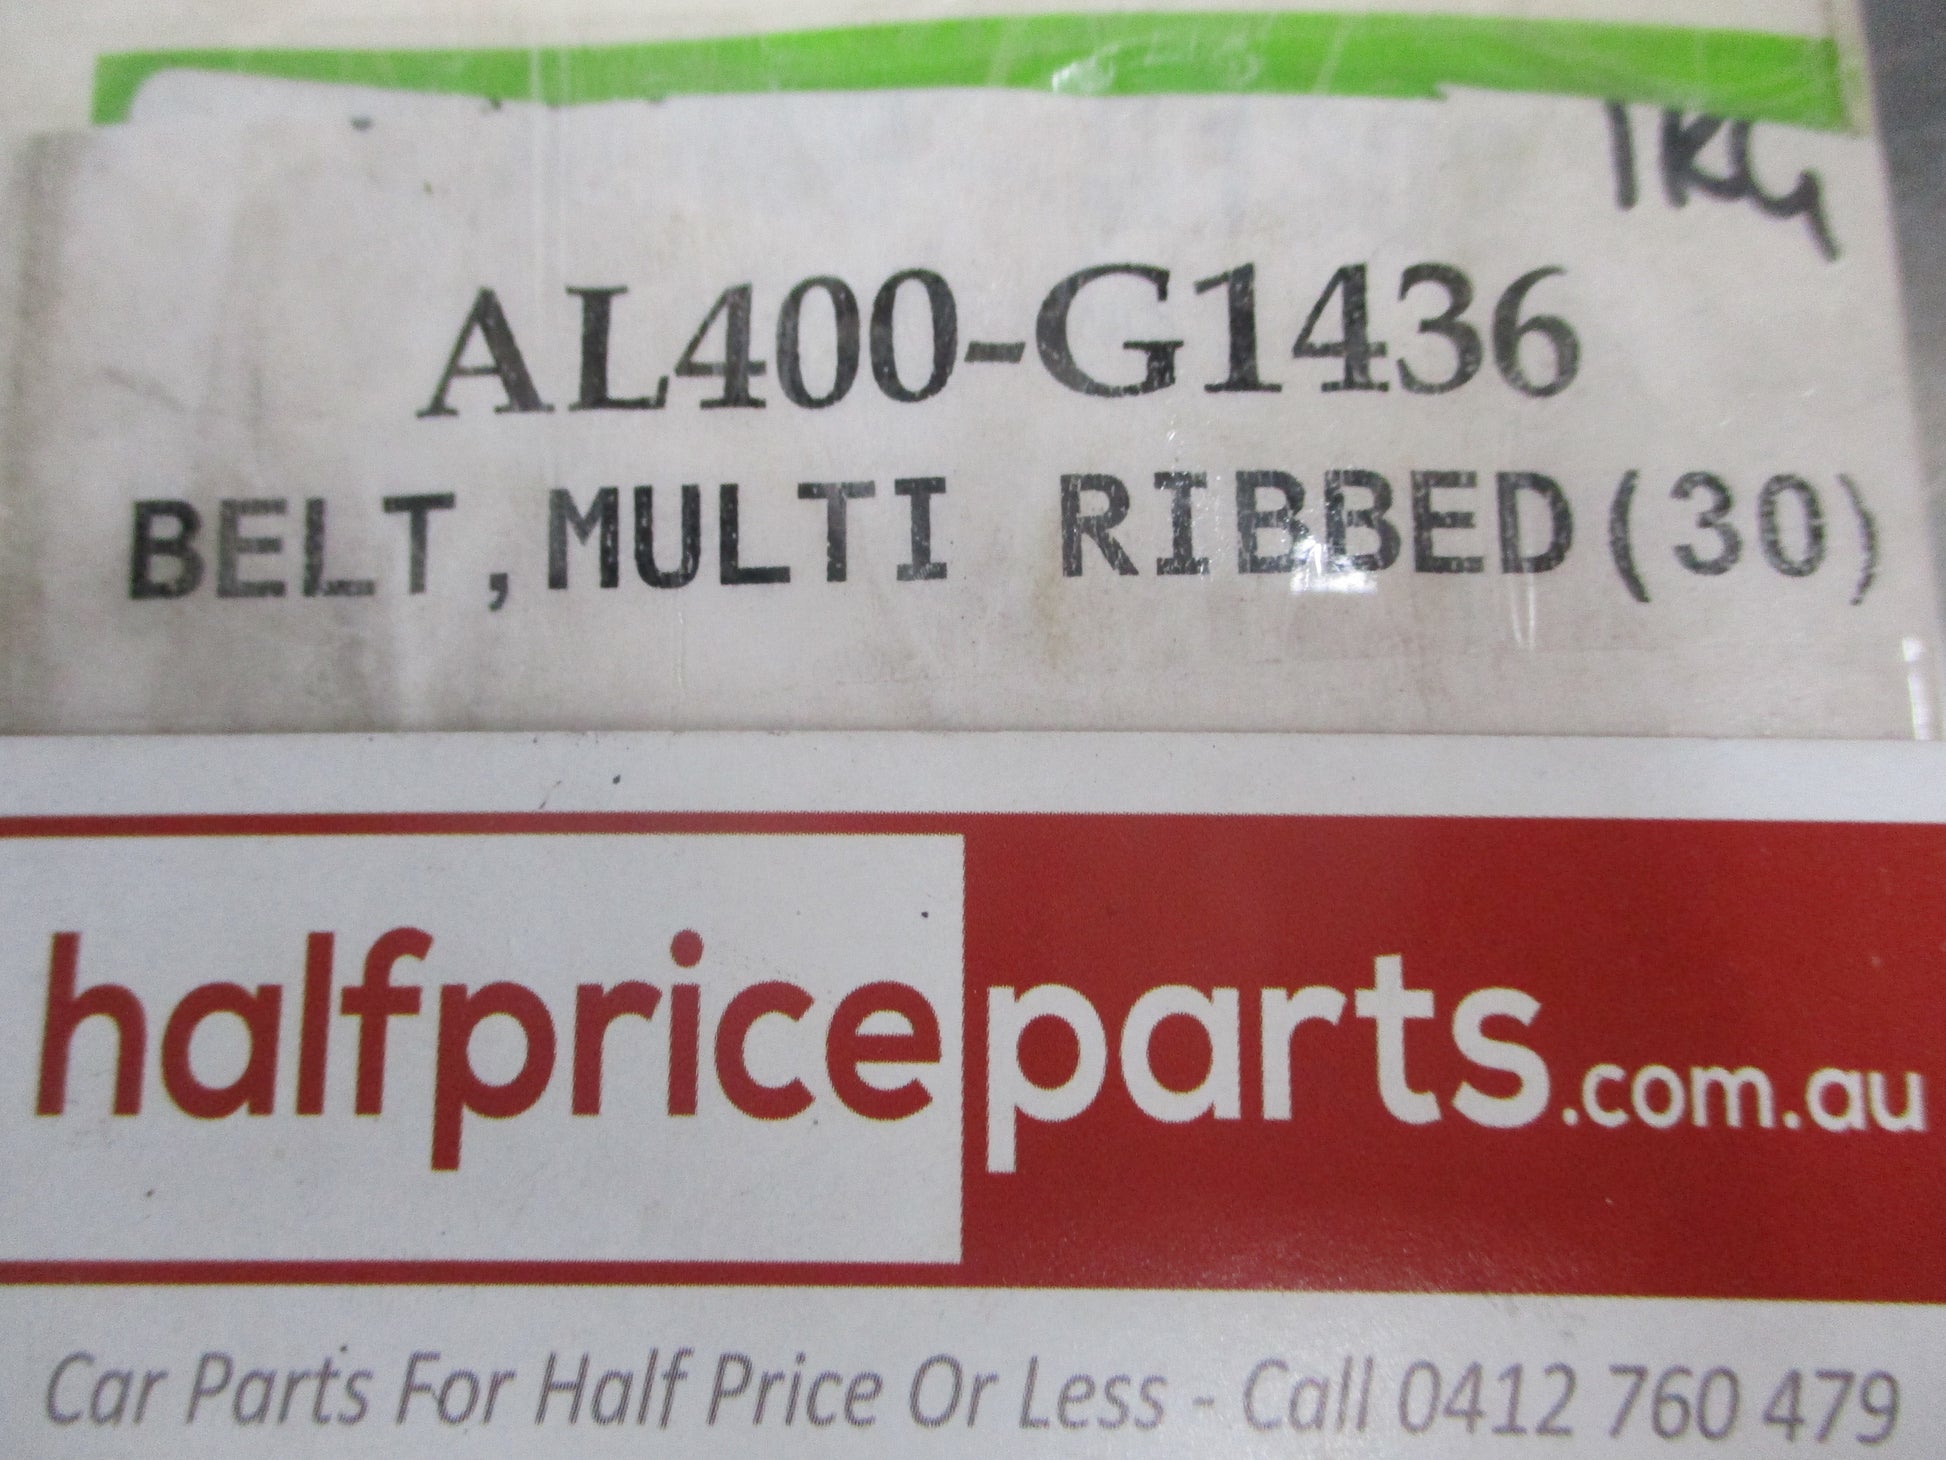 1KG
AL400-G1436
BELT,MULTI RIBBED(30)
halfpriceparts.com.au
Car Parts For Half Price Or Less - Call 0412 760 479